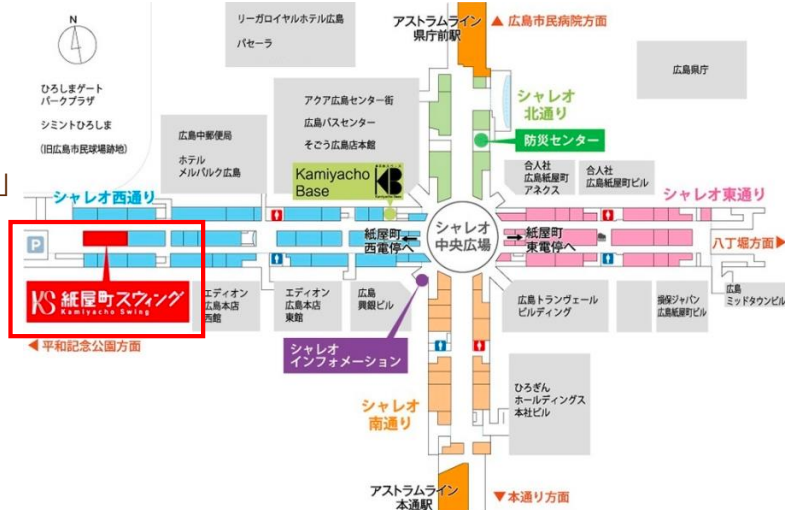 リーガロイヤルホテル広島
パセーラ
アストラムライン
県庁前駅
▲ 広島市民病院方面
N
ひろしまゲート
パークプラザ
シミントひろしま
(旧広島市民球場跡地)
広島県庁
アクア広島センター街
広島バスセンター
そごう広島店本館
シャレオ
北通り
防災センター
広島中郵便局
ホテル
メルパルク広島
」
Kamiyacho
Base
KB
合人社
広島紙屋町
アネクス
合人社
広島紙屋町ビル
シャレオ西通り
シャレオ東通り
P
紙屋町
西電停へ
シャレオ
中央広場
紙屋町
東電停へ
八丁堀方面▶
KS 紙屋町スウィング
Kamiyacho Swing
エディオン
広島本店
西館
エディオン
広島本店
東館
広島
興銀ビル
広島トランヴェール
ビルディング
損保ジャパン
広島紙屋町ビル
広島
ミッドタウンビル
◀ 平和記念公園方面
シャレオ
インフォメーション
シャレオ
南通り
ひろぎん
ホールディングス
本社ビル
アストラムライン
本通駅
▼本通り方面